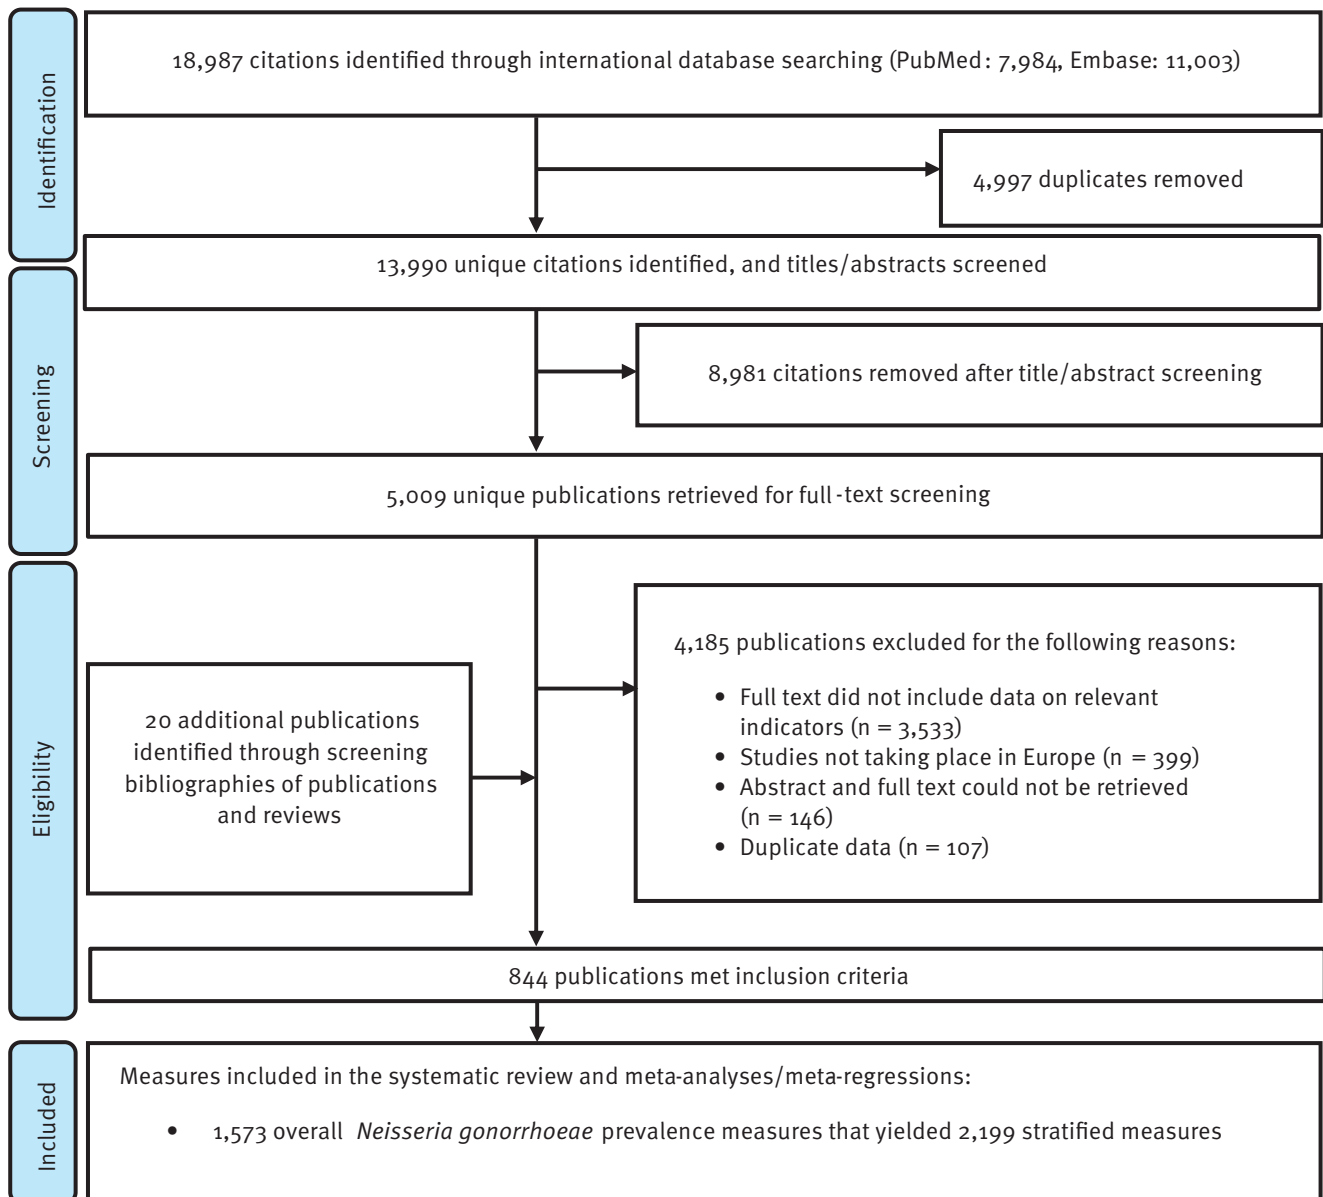 Identification
18,987 citations identified through international database searching (PubMed: 7,984, Embase: 11,003)
4,997 duplicates removed
13,990 unique citations identified, and titles/abstracts screened
Screening
8,981 citations removed after title/abstract screening
5,009 unique publications retrieved for full-text screening
Eligibility
20 additional publications
identified through screening
bibliographies of publications
and reviews
4,185 publications excluded for the following reasons:
• Full text did not include data on relevant
indicators (n = 3,533)
• Studies not taking place in Europe (n = 399)
• Abstract and full text could not be retrieved
(n = 146)
• Duplicate data (n = 107)
844 publications met inclusion criteria
Included
Measures included in the systematic review and meta-analyses/meta-regressions:
• 1,573 overall Neisseria gonorrhoeae prevalence measures that yielded 2,199 stratified measures